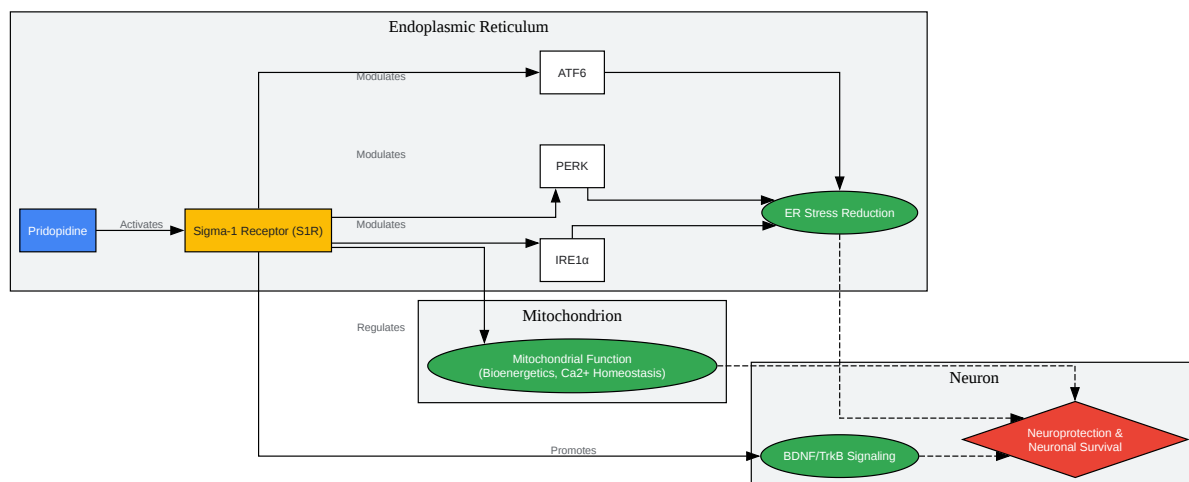 Endoplasmic Reticulum
Modulates
ATF6
Modulates
PERK
Pridopidine
Activates
Sigma-1 Receptor (S1R)
Modulates
ER Stress Reduction
IRE1α
Mitochondrion
Regulates
Mitochondrial Function
(Bioenergetics, Ca2+ Homeostasis)
Neuron
Neuroprotection &
Neuronal Survival
Promotes
BDNF/TrkB Signaling